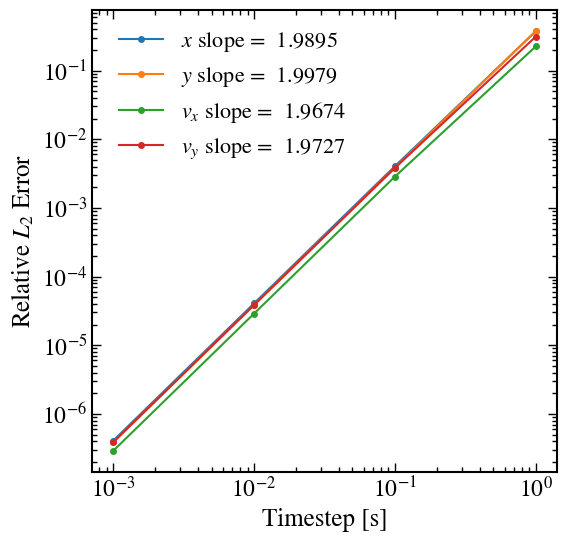 x slope = 1.9895
y slope = 1.9979
vₓ slope = 1.9674
v_y slope = 1.9727
10⁻¹
10⁻²
10⁻³
10⁻⁴
10⁻⁵
10⁻⁶
Relative L₂ Error
10⁻³ 10⁻² 10⁻¹ 10⁰
Timestep [s]